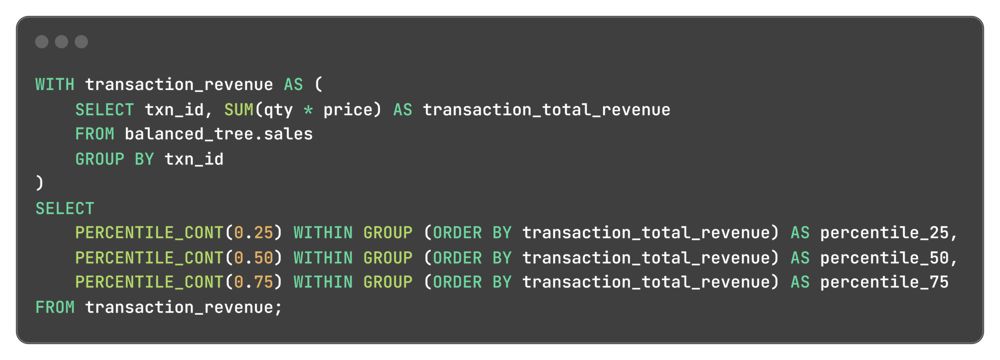 WITH transaction_revenue AS (
    SELECT txn_id, SUM(qty * price) AS transaction_total_revenue
    FROM balanced_tree.sales
    GROUP BY txn_id
)
SELECT
    PERCENTILE_CONT(0.25) WITHIN GROUP (ORDER BY transaction_total_revenue) AS percentile_25,
    PERCENTILE_CONT(0.50) WITHIN GROUP (ORDER BY transaction_total_revenue) AS percentile_50,
    PERCENTILE_CONT(0.75) WITHIN GROUP (ORDER BY transaction_total_revenue) AS percentile_75
FROM transaction_revenue;